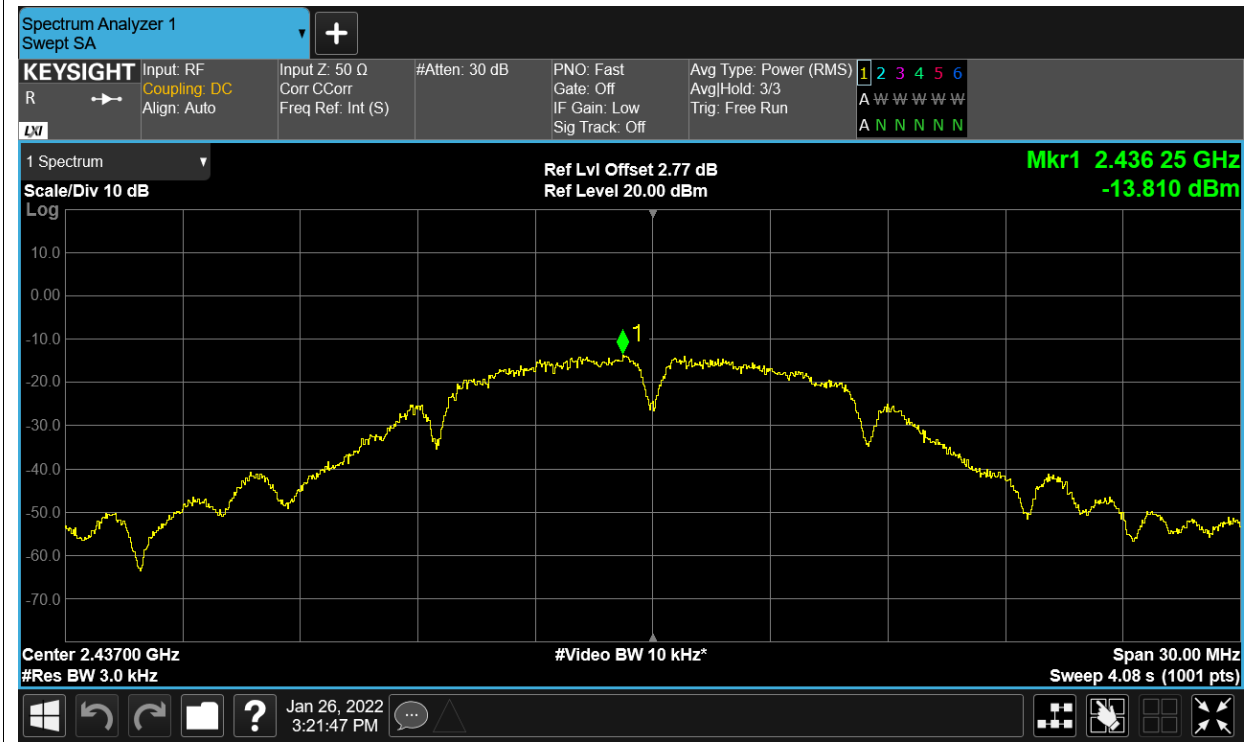 Spectrum Analyzer 1
Swept SA
KEYSIGHT
R
LXI
Input: RF
Coupling: DC
Align: Auto
Input Z: 50 Ω
Corr CCorr
Freq Ref: Int (S)
#Atten: 30 dB
PNO: Fast
Gate: Off
IF Gain: Low
Sig Track: Off
Avg Type: Power (RMS)
Avg|Hold: 3/3
Trig: Free Run
1 2 3 4 5 6
A W W W W W
A N N N N N
1 Spectrum
Scale/Div 10 dB
Log
Ref Lvl Offset 2.77 dB
Ref Level 20.00 dBm
Mkr1 2.436 25 GHz
-13.810 dBm
10.0
0.00
-10.0
-20.0
-30.0
-40.0
-50.0
-60.0
-70.0
1
Center 2.43700 GHz
#Res BW 3.0 kHz
#Video BW 10 kHz*
Span 30.00 MHz
Sweep 4.08 s (1001 pts)
?
Jan 26, 2022
3:21:47 PM